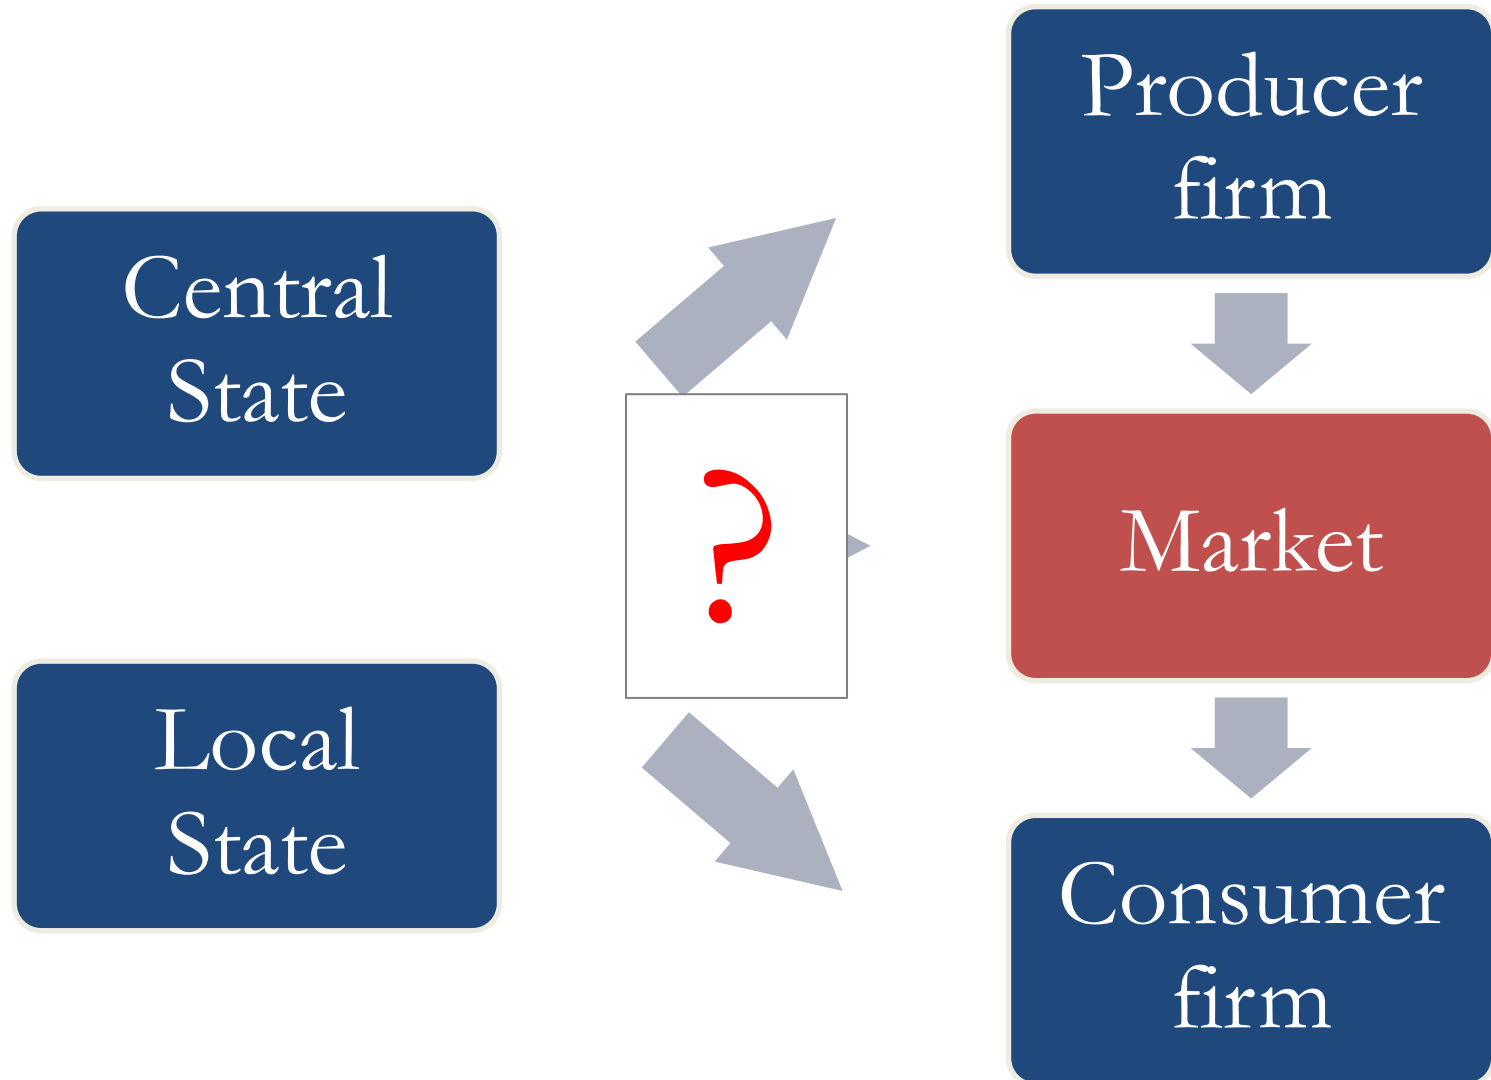 Central
State
Local
State
?
Producer
firm
Market
Consumer
firm